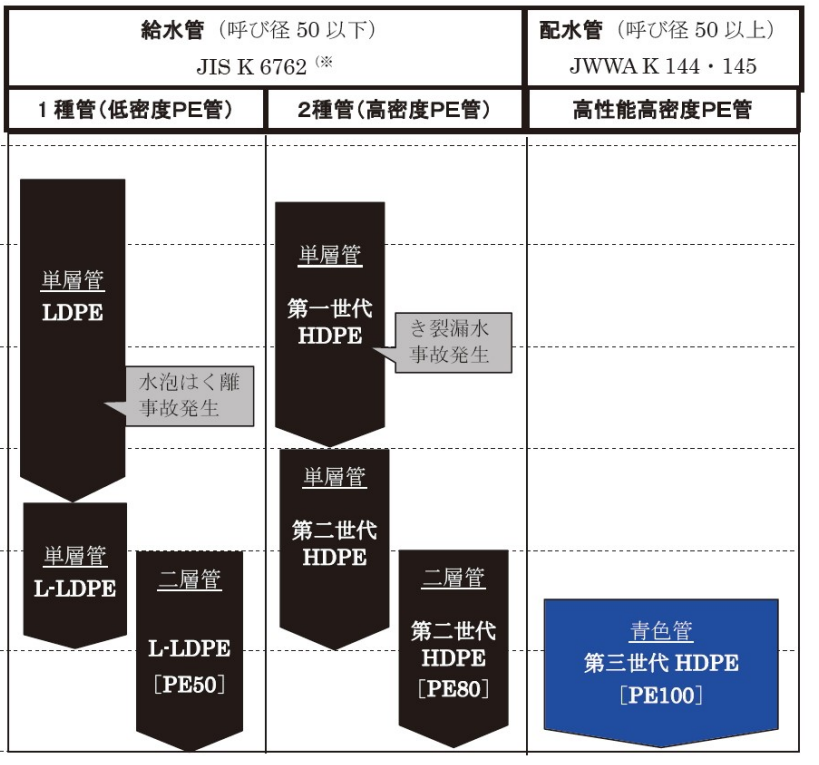 給水管（呼び径 50 以下）
JIS K 6762（※
配水管（呼び径 50 以上）
JWWA K 144・145
1種管（低密度PE管）
2種管（高密度PE管）
高性能高密度PE管
単層管
LDPE
水泡はく離
事故発生
単層管
L-LDPE
二層管
L-LDPE
［PE50］
単層管
第一世代
HDPE
き裂漏水
事故発生
単層管
第二世代
HDPE
二層管
第二世代
HDPE
［PE80］
青色管
第三世代 HDPE
［PE100］